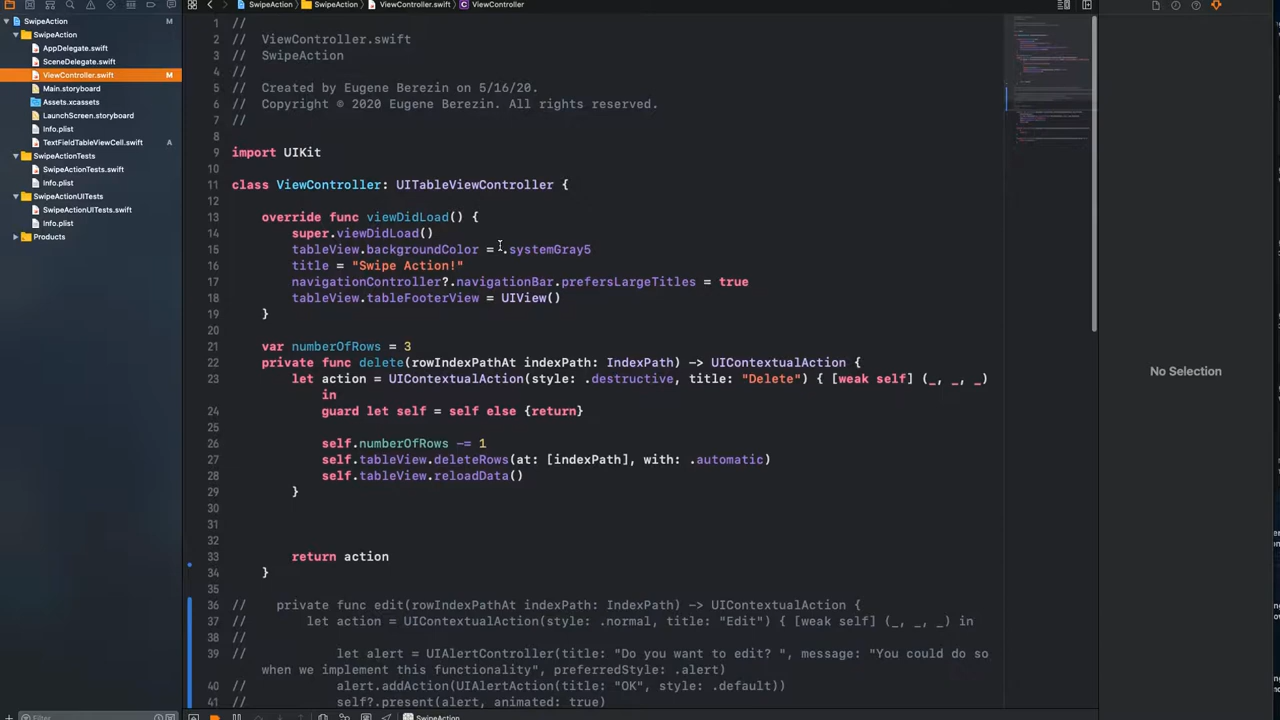 SwipeAction
SwipeAction
ViewController.swift
C ViewController
SwipeAction M
SwipeAction
AppDelegate.swift
SceneDelegate.swift
ViewController.swift M
Main.storyboard
Assets.xcassets
LaunchScreen.storyboard
Info.plist
TextFieldTableViewCell.swift A
SwipeActionTests
SwipeActionTests.swift
Info.plist
SwipeActionUITests
SwipeActionUITests.swift
Info.plist
Products
Filter
1 //
2 //  ViewController.swift
3 //  SwipeAction
4 //
5 //  Created by Eugene Berezin on 5/16/20.
6 //  Copyright © 2020 Eugene Berezin. All rights reserved.
7 //
8
9 import UIKit
10
11 class ViewController: UITableViewController {
12
13     override func viewDidLoad() {
14         super.viewDidLoad()
15         tableView.backgroundColor = .systemGray5
16         title = "Swipe Action!"
17         navigationController?.navigationBar.prefersLargeTitles = true
18         tableView.tableFooterView = UIView()
19     }
20
21     var numberOfRows = 3
22     private func delete(rowIndexPathAt indexPath: IndexPath) -> UIContextualAction {
23         let action = UIContextualAction(style: .destructive, title: "Delete") { [weak self] (_, _, _)
in
24             guard let self = self else {return}
25
26             self.numberOfRows -= 1
27             self.tableView.deleteRows(at: [indexPath], with: .automatic)
28             self.tableView.reloadData()
29         }
30
31
32
33         return action
34     }
35
36 //    private func edit(rowIndexPathAt indexPath: IndexPath) -> UIContextualAction {
37 //        let action = UIContextualAction(style: .normal, title: "Edit") { [weak self] (_, _, _) in
38 //
39 //            let alert = UIAlertController(title: "Do you want to edit? ", message: "You could do so
when we implement this functionality", preferredStyle: .alert)
40 //            alert.addAction(UIAlertAction(title: "OK", style: .default))
41 //            self?.present(alert, animated: true)
SwipeAction
No Selection